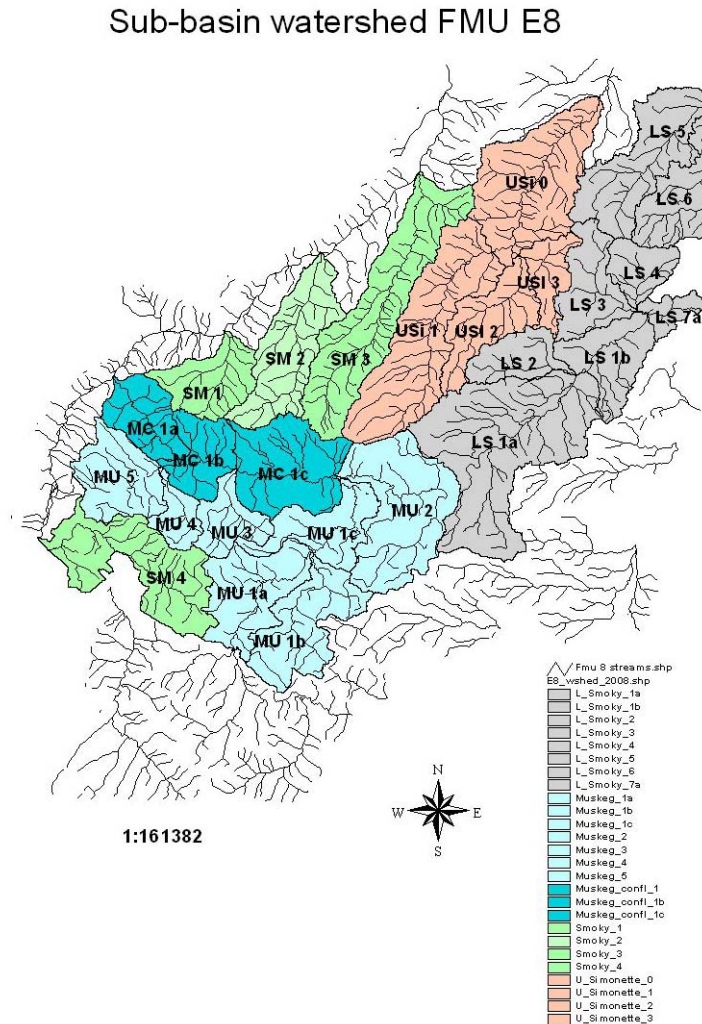 Sub-basin watershed FMU E8
LS 5
USi 0
LS 6
LS 4
USI 3
LS 3
LS 7a
USi 1
USI 2
SM 2
SM 3
LS 2
LS 1b
SM 1
MC 1a
LS 1a
MC 1b
MC 1c
MU 5
MU 2
MU 4
MU 3
MU 1c
SM 4
MU 1a
MU 1b
Fmu 8 streams.shp
E8_wshed_2008.shp
L_Smoky_1a
L_Smoky_1b
L_Smoky_2
L_Smoky_3
L_Smoky_4
L_Smoky_5
L_Smoky_6
L_Smoky_7a
Muskeg_1a
Muskeg_1b
Muskeg_1c
Muskeg_2
Muskeg_3
Muskeg_4
Muskeg_5
Muskeg_confl_1
Muskeg_confl_1b
Muskeg_confl_1c
Smoky_1
Smoky_2
Smoky_3
Smoky_4
U_Simonette_0
U_Simonette_1
U_Simonette_2
U_Simonette_3
N
W E
S
1:161382